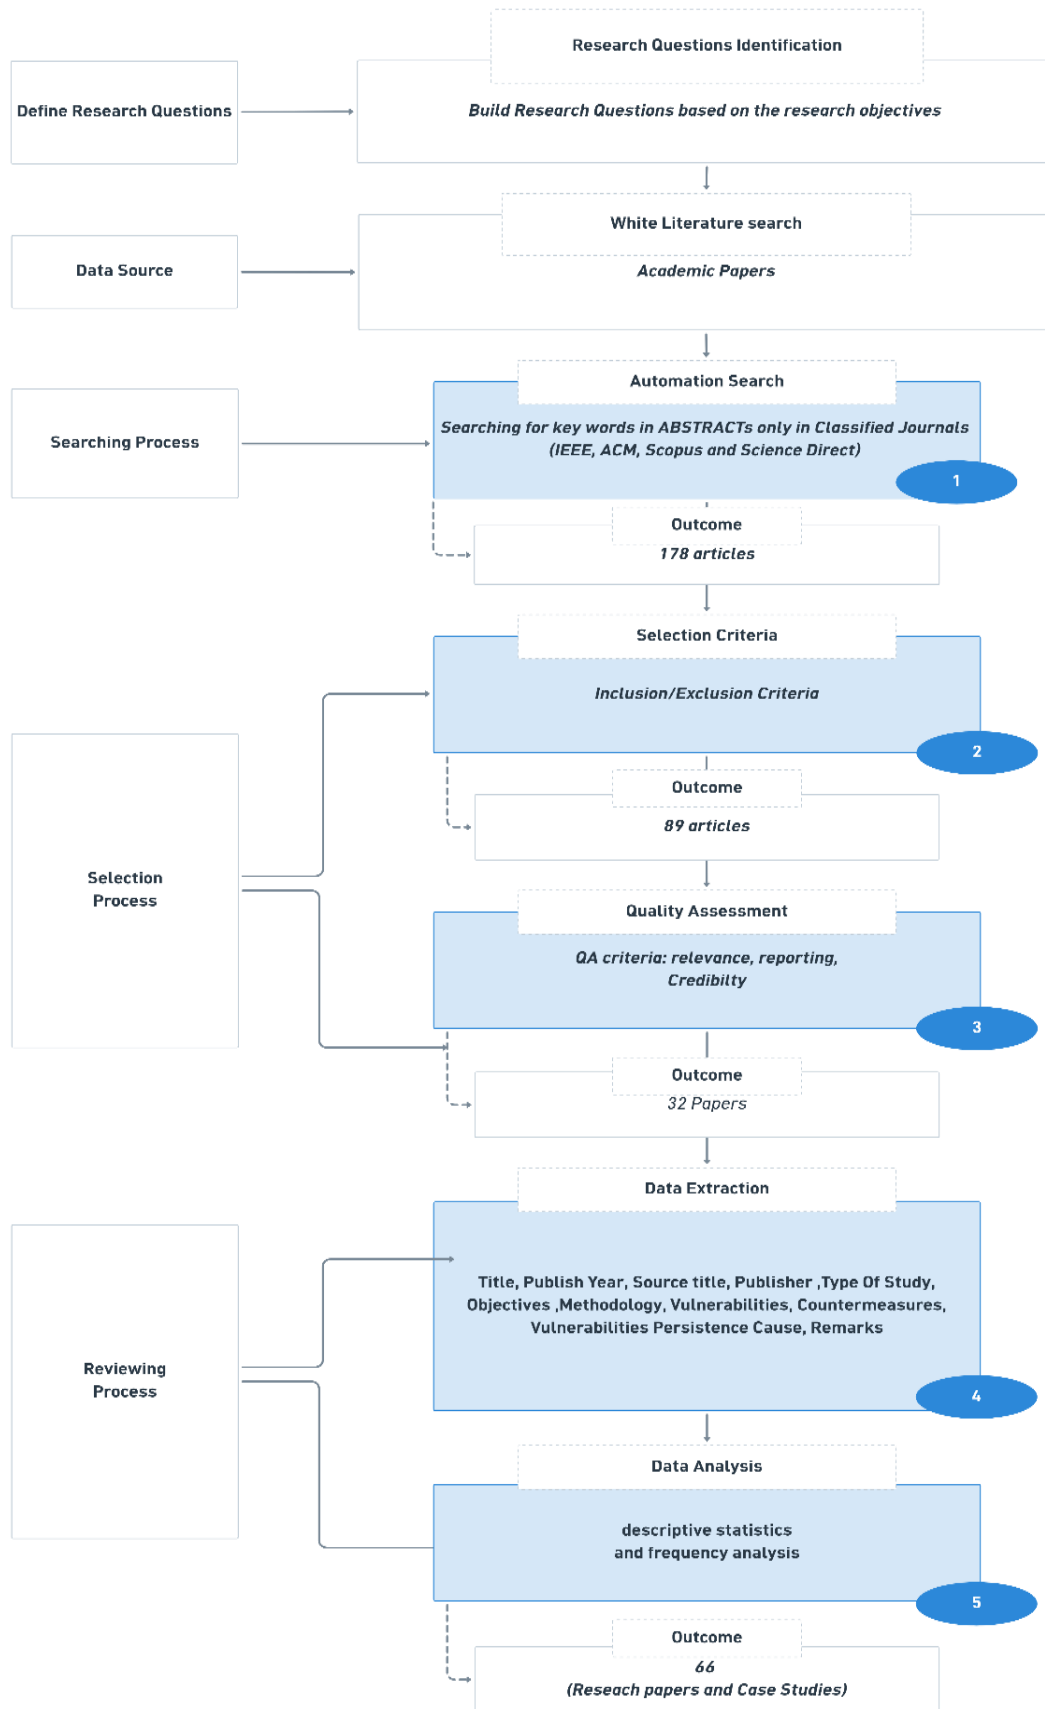 Research Questions Identification
Define Research Questions
Build Research Questions based on the research objectives
White Literature search
Data Source
Academic Papers
Automation Search
Searching Process
Searching for key words in ABSTRACTs only in Classified Journals
(IEEE, ACM, Scopus and Science Direct)
1
Outcome
178 articles
Selection Criteria
Inclusion/Exclusion Criteria
2
Outcome
89 articles
Selection
Process
Quality Assessment
QA criteria: relevance, reporting,
Credibilty
3
Outcome
32 Papers
Data Extraction
Title, Publish Year, Source title, Publisher ,Type Of Study,
Objectives ,Methodology, Vulnerabilities, Countermeasures,
Vulnerabilities Persistence Cause, Remarks
Reviewing
Process
4
Data Analysis
descriptive statistics
and frequency analysis
5
Outcome
66
(Reseach papers and Case Studies)